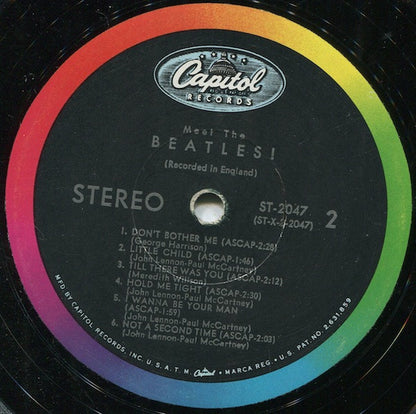 Capitol
RECORDS
Meet The
BEATLES!
(Recorded in England)
STEREO
ST-2047
(ST-X-2-2047)
2
1. DON'T BOTHER ME (ASCAP-2:28)
(George Harrison)
2. LITTLE CHILD (ASCAP-1:46)
(John Lennon-Paul McCartney)
3. TILL THERE WAS YOU (ASCAP-2:12)
(Meredith Willson)
4. HOLD ME TIGHT (ASCAP-2:30)
(John Lennon-Paul McCartney)
5. I WANNA BE YOUR MAN
(ASCAP-1:59)
(John Lennon-Paul McCartney)
6. NOT A SECOND TIME (ASCAP-2:03)
(John Lennon-Paul McCartney)
MFD BY CAPITOL RECORDS, INC. U.S.A. T.M. Capitol MARCA REG. • U.S. PAT. NO. 2,631,859